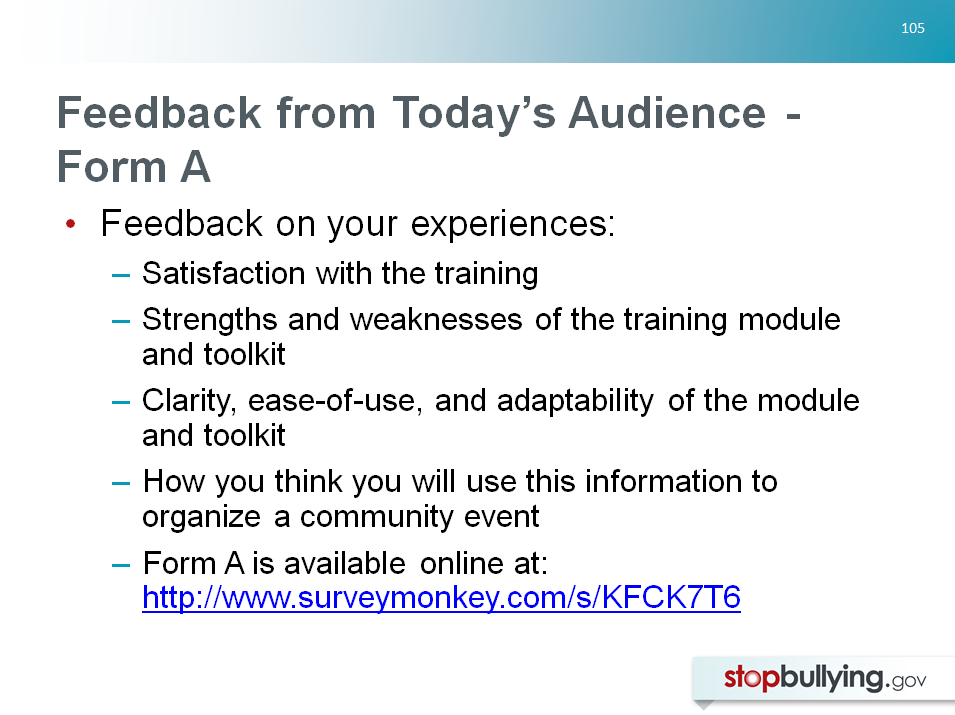 105
Feedback from Today’s Audience -
Form A
• Feedback on your experiences:
– Satisfaction with the training
– Strengths and weaknesses of the training module
and toolkit
– Clarity, ease-of-use, and adaptability of the module
and toolkit
– How you think you will use this information to
organize a community event
– Form A is available online at:
http://www.surveymonkey.com/s/KFCK7T6
stopbullying.gov